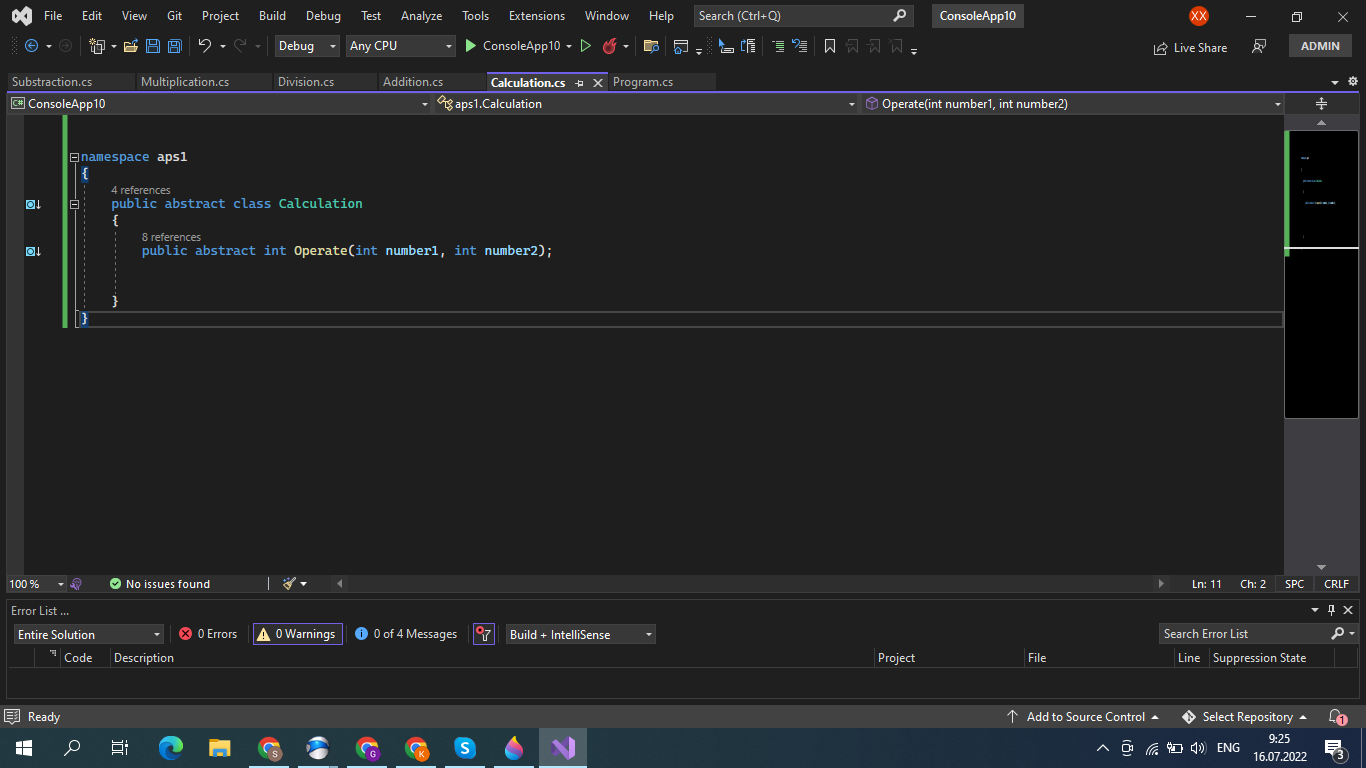 File Edit View Git Project Build Debug Test Analyze Tools Extensions Window Help Search (Ctrl+Q) ConsoleApp10 XX
Debug Any CPU ConsoleApp10 Live Share ADMIN
Substraction.cs Multiplication.cs Division.cs Addition.cs Calculation.cs Program.cs
C# ConsoleApp10 aps1.Calculation Operate(int number1, int number2)
namespace aps1
{
4 references
public abstract class Calculation
{
8 references
public abstract int Operate(int number1, int number2);
}
}
100 % No issues found Ln: 11 Ch: 2 SPC CRLF
Error List ...
Entire Solution 0 Errors 0 Warnings 0 of 4 Messages Build + IntelliSense Search Error List
Code Description Project File Line Suppression State
Ready Add to Source Control Select Repository 1
S G K S ENG 9:25
16.07.2022 3